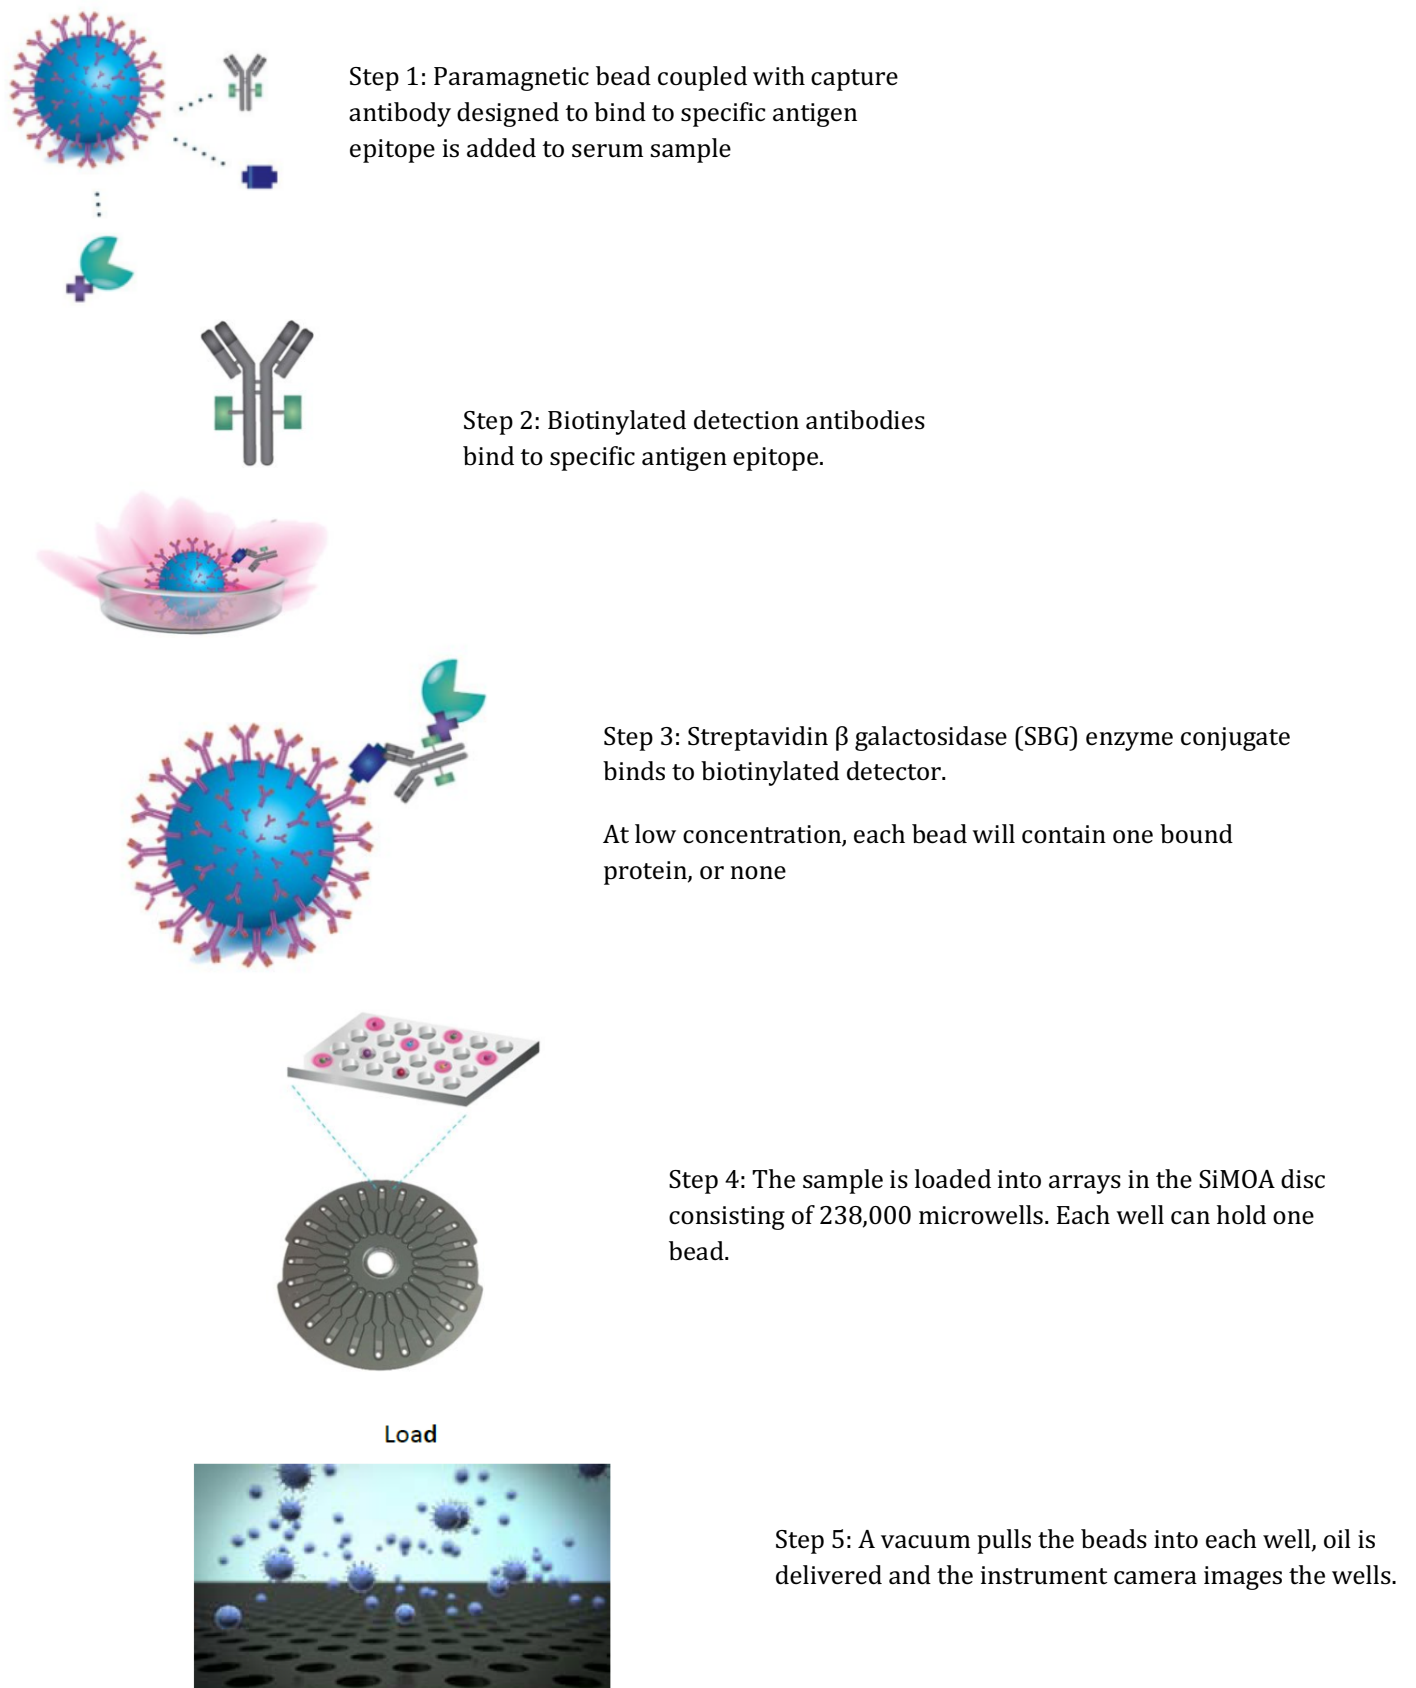 Step 1: Paramagnetic bead coupled with capture
antibody designed to bind to specific antigen
epitope is added to serum sample
Step 2: Biotinylated detection antibodies
bind to specific antigen epitope.
Step 3: Streptavidin β galactosidase (SBG) enzyme conjugate
binds to biotinylated detector.
At low concentration, each bead will contain one bound
protein, or none
Step 4: The sample is loaded into arrays in the SiMOA disc
consisting of 238,000 microwells. Each well can hold one
bead.
Load
Step 5: A vacuum pulls the beads into each well, oil is
delivered and the instrument camera images the wells.